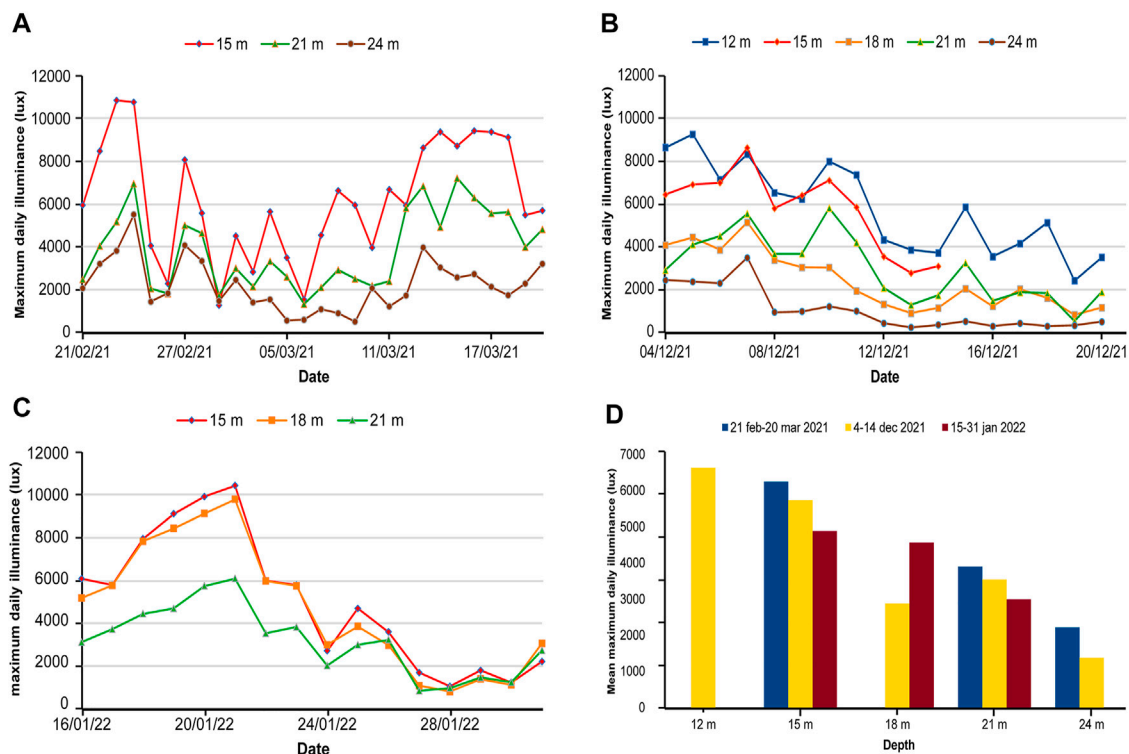 A
15 m 21 m 24 m
Maximum daily illuminance (lux)
12000
10000
8000
6000
4000
2000
0
21/02/21 27/02/21 05/03/21 11/03/21 17/03/21
Date
B
12 m 15 m 18 m 21 m 24 m
Maximum daily illuminance (lux)
12000
10000
8000
6000
4000
2000
0
04/12/21 08/12/21 12/12/21 16/12/21 20/12/21
Date
C
15 m 18 m 21 m
maximum daily illuminance (lux)
12000
10000
8000
6000
4000
2000
0
16/01/22 20/01/22 24/01/22 28/01/22
Date
D
21 feb-20 mar 2021 4-14 dec 2021 15-31 jan 2022
Mean maximum daily illuminance (lux)
7000
6000
5000
4000
3000
2000
1000
0
12 m 15 m 18 m 21 m 24 m
Depth